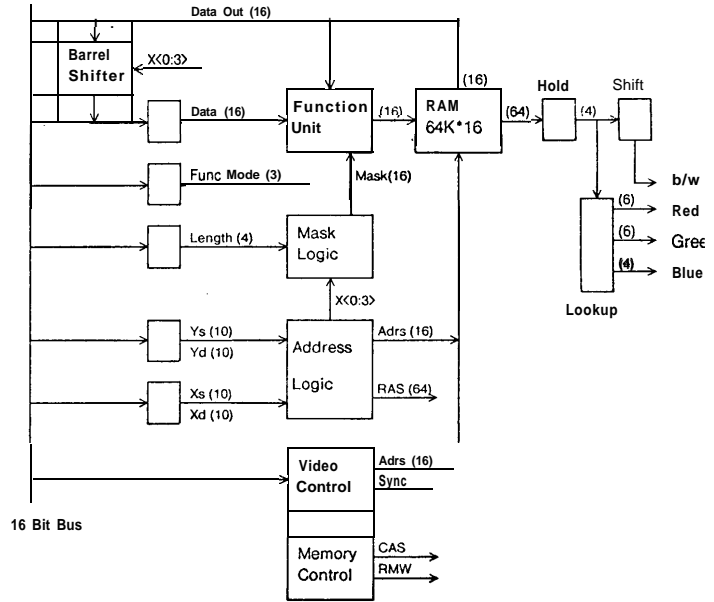 Data Out (16)
Barrel
Shifter
X<0:3>
Data (16)
Function
Unit
(16)
(16)
RAM
64K*16
(64)
Hold
(4)
Shift
Func Mode (3)
Mask(16)
b/w
(6)
Red
(6)
Gree
(4)
Blue
Lookup
Length (4)
Mask
Logic
X<0:3>
Ys (10)
Yd (10)
Address
Logic
Adrs (16)
RAS (64)
Xs (10)
Xd (10)
Video
Control
Adrs (16)
Sync
16 Bit Bus
Memory
Control
CAS
RMW